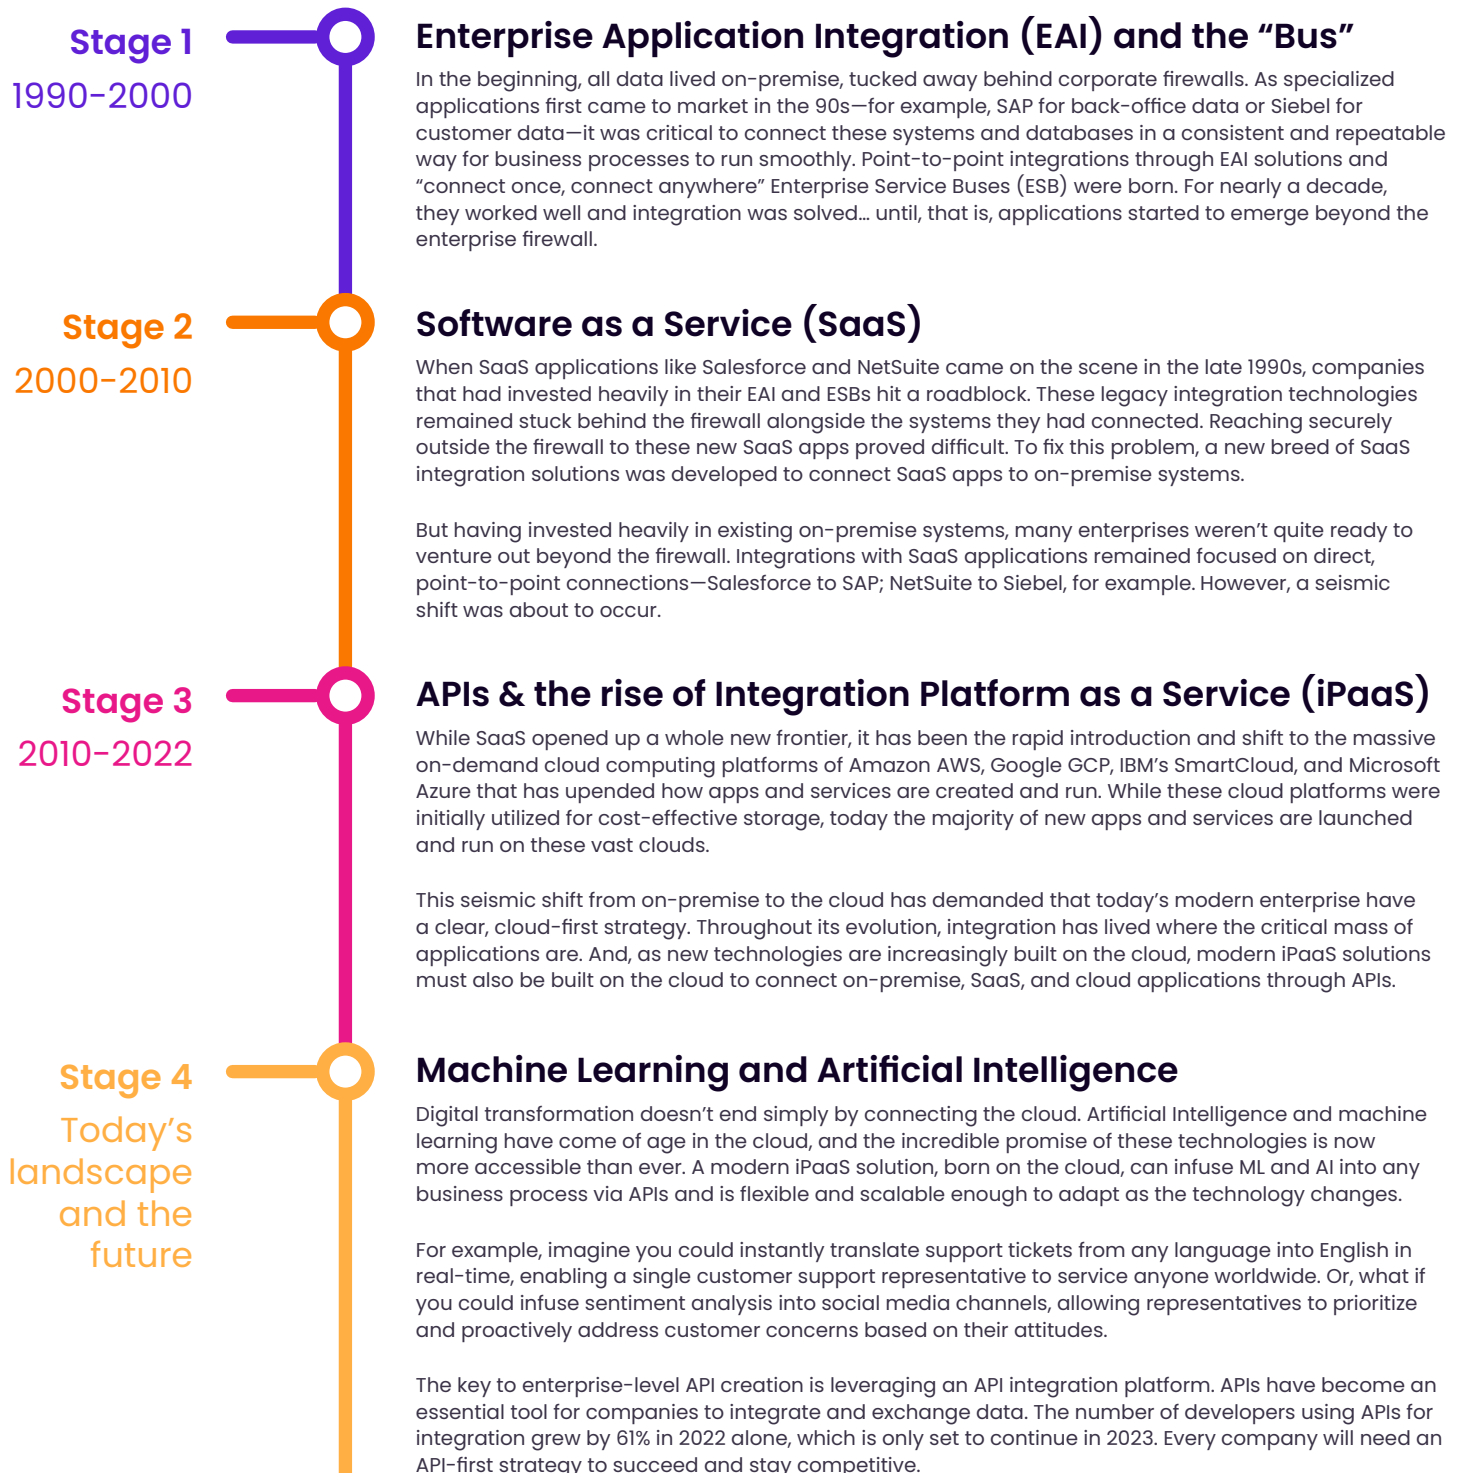 Stage 1
1990-2000
Enterprise Application Integration (EAI) and the “Bus”
In the beginning, all data lived on-premise, tucked away behind corporate firewalls. As specialized
applications first came to market in the 90s—for example, SAP for back-office data or Siebel for
customer data—it was critical to connect these systems and databases in a consistent and repeatable
way for business processes to run smoothly. Point-to-point integrations through EAI solutions and
“connect once, connect anywhere” Enterprise Service Buses (ESB) were born. For nearly a decade,
they worked well and integration was solved… until, that is, applications started to emerge beyond the
enterprise firewall.
Stage 2
2000-2010
Software as a Service (SaaS)
When SaaS applications like Salesforce and NetSuite came on the scene in the late 1990s, companies
that had invested heavily in their EAI and ESBs hit a roadblock. These legacy integration technologies
remained stuck behind the firewall alongside the systems they had connected. Reaching securely
outside the firewall to these new SaaS apps proved difficult. To fix this problem, a new breed of SaaS
integration solutions was developed to connect SaaS apps to on-premise systems.
But having invested heavily in existing on-premise systems, many enterprises weren’t quite ready to
venture out beyond the firewall. Integrations with SaaS applications remained focused on direct,
point-to-point connections—Salesforce to SAP; NetSuite to Siebel, for example. However, a seismic
shift was about to occur.
Stage 3
2010-2022
APIs & the rise of Integration Platform as a Service (iPaaS)
While SaaS opened up a whole new frontier, it has been the rapid introduction and shift to the massive
on-demand cloud computing platforms of Amazon AWS, Google GCP, IBM’s SmartCloud, and Microsoft
Azure that has upended how apps and services are created and run. While these cloud platforms were
initially utilized for cost-effective storage, today the majority of new apps and services are launched
and run on these vast clouds.
This seismic shift from on-premise to the cloud has demanded that today’s modern enterprise have
a clear, cloud-first strategy. Throughout its evolution, integration has lived where the critical mass of
applications are. And, as new technologies are increasingly built on the cloud, modern iPaaS solutions
must also be built on the cloud to connect on-premise, SaaS, and cloud applications through APIs.
Stage 4
Today’s
landscape
and the
future
Machine Learning and Artificial Intelligence
Digital transformation doesn’t end simply by connecting the cloud. Artificial Intelligence and machine
learning have come of age in the cloud, and the incredible promise of these technologies is now
more accessible than ever. A modern iPaaS solution, born on the cloud, can infuse ML and AI into any
business process via APIs and is flexible and scalable enough to adapt as the technology changes.
For example, imagine you could instantly translate support tickets from any language into English in
real-time, enabling a single customer support representative to service anyone worldwide. Or, what if
you could infuse sentiment analysis into social media channels, allowing representatives to prioritize
and proactively address customer concerns based on their attitudes.
The key to enterprise-level API creation is leveraging an API integration platform. APIs have become an
essential tool for companies to integrate and exchange data. The number of developers using APIs for
integration grew by 61% in 2022 alone, which is only set to continue in 2023. Every company will need an
API-first strategy to succeed and stay competitive.